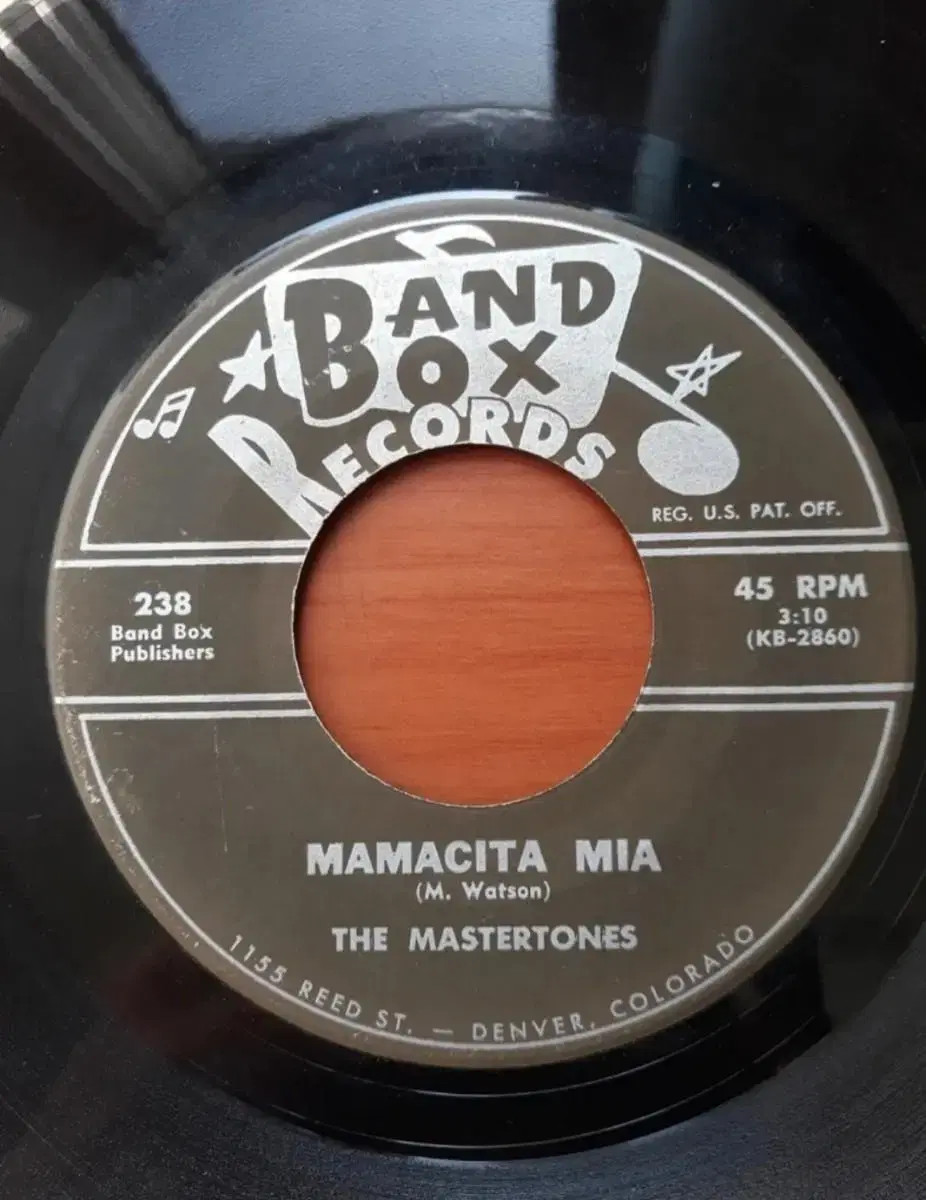 BAND
BOX
RECORDS
REG. U.S. PAT. OFF.
238
Band Box
Publishers
45 RPM
3:10
(KB-2860)
MAMACITA MIA
(M. Watson)
THE MASTERTONES
1155 REED ST. — DENVER, COLORADO